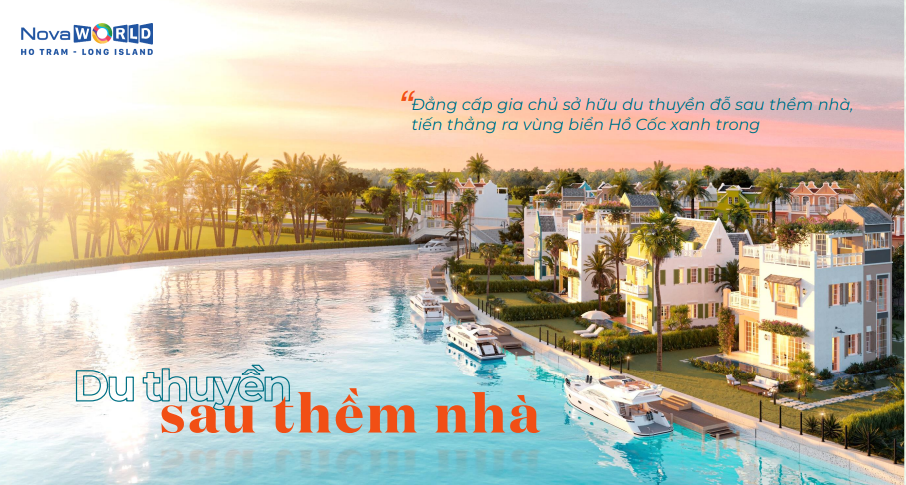 NovaWORLD
HO TRAM - LONG ISLAND
“Đẳng cấp gia chủ sở hữu du thuyền đỗ sau thềm nhà,
tiến thẳng ra vùng biển Hồ Cốc xanh trong
Du thuyền
sau thềm nhà